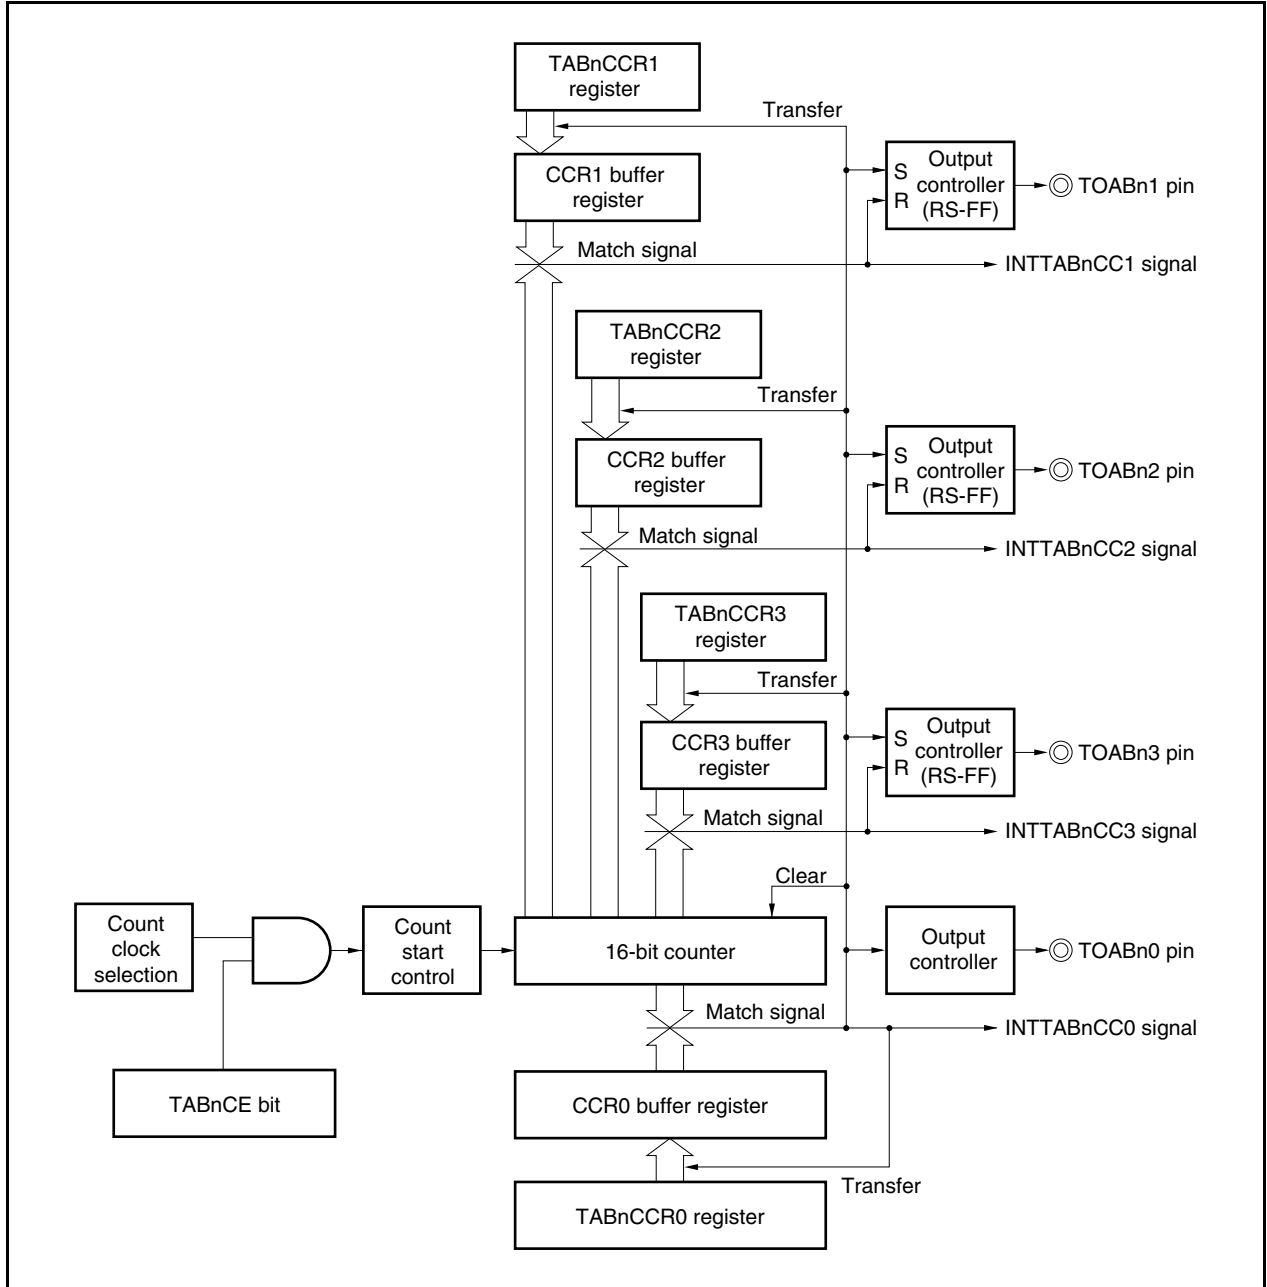 TABnCCR1
register
Transfer
CCR1 buffer
register
S
R
Output
controller
(RS-FF)
TOABn1 pin
Match signal
INTTABnCC1 signal
TABnCCR2
register
Transfer
CCR2 buffer
register
S
R
Output
controller
(RS-FF)
TOABn2 pin
Match signal
INTTABnCC2 signal
TABnCCR3
register
Transfer
CCR3 buffer
register
S
R
Output
controller
(RS-FF)
TOABn3 pin
Match signal
INTTABnCC3 signal
Clear
Count
clock
selection
Count
start
control
16-bit counter
Output
controller
TOABn0 pin
Match signal
INTTABnCC0 signal
TABnCE bit
CCR0 buffer register
Transfer
TABnCCR0 register